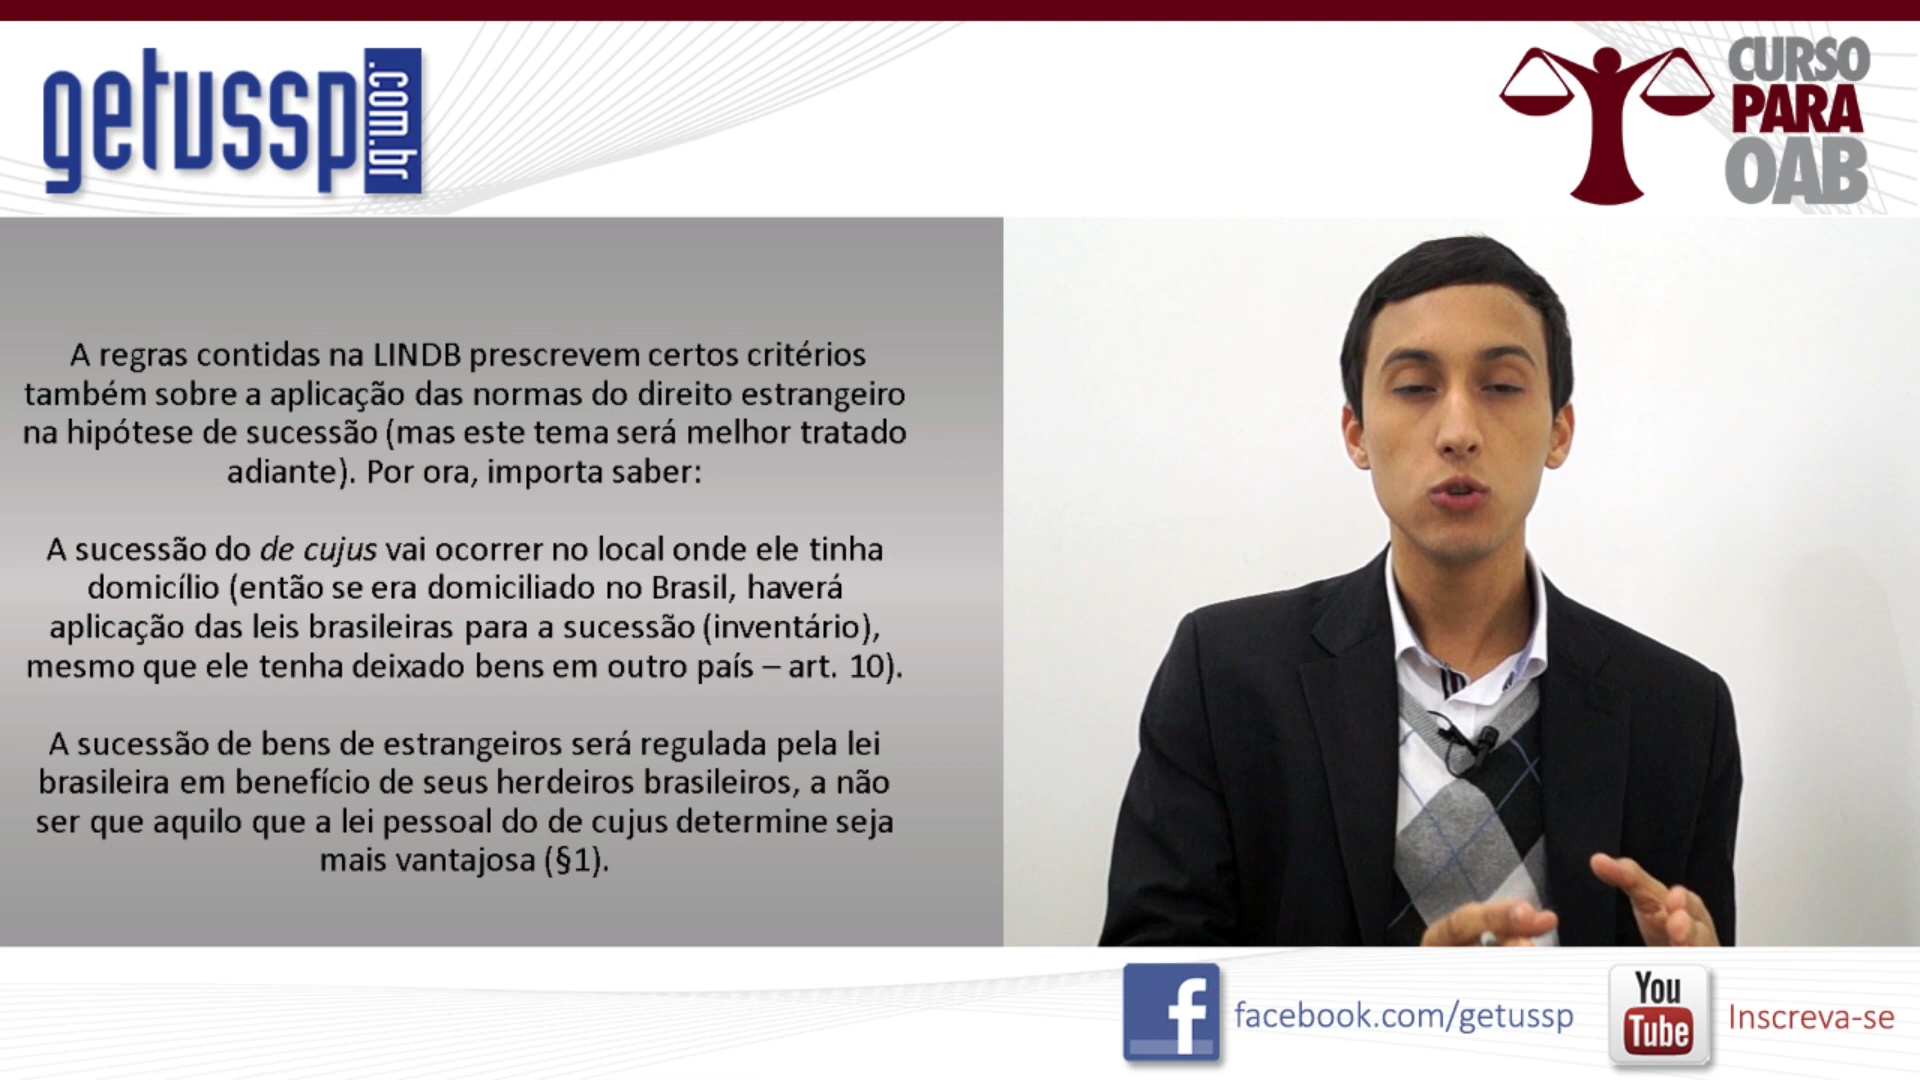 getussp
.com.br
CURSO
PARA
OAB
A regras contidas na LINDB prescrevem certos critérios
também sobre a aplicação das normas do direito estrangeiro
na hipótese de sucessão (mas este tema será melhor tratado
adiante). Por ora, importa saber:
A sucessão do de cujus vai ocorrer no local onde ele tinha
domicílio (então se era domiciliado no Brasil, haverá
aplicação das leis brasileiras para a sucessão (inventário),
mesmo que ele tenha deixado bens em outro país – art. 10).
A sucessão de bens de estrangeiros será regulada pela lei
brasileira em benefício de seus herdeiros brasileiros, a não
ser que aquilo que a lei pessoal do de cujus determine seja
mais vantajosa (§1).
f
facebook.com/getussp
You
Tube
Inscreva-se